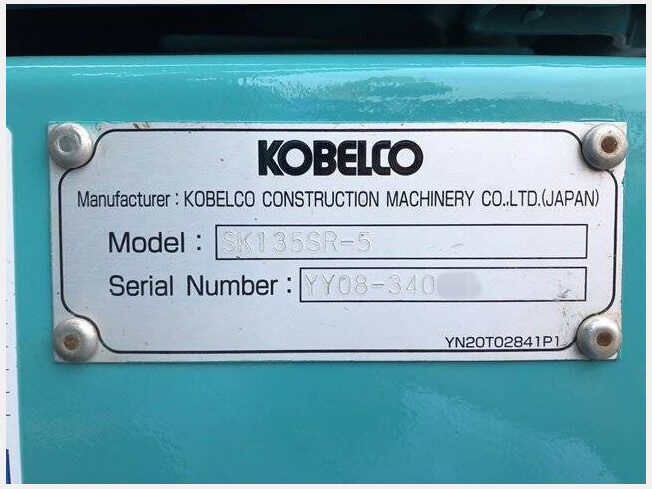 KOBELCO
Manufacturer : KOBELCO CONSTRUCTION MACHINERY CO.,LTD.(JAPAN)
Model : SK135SR-5
Serial Number : YY08-340
YN20T02841P1